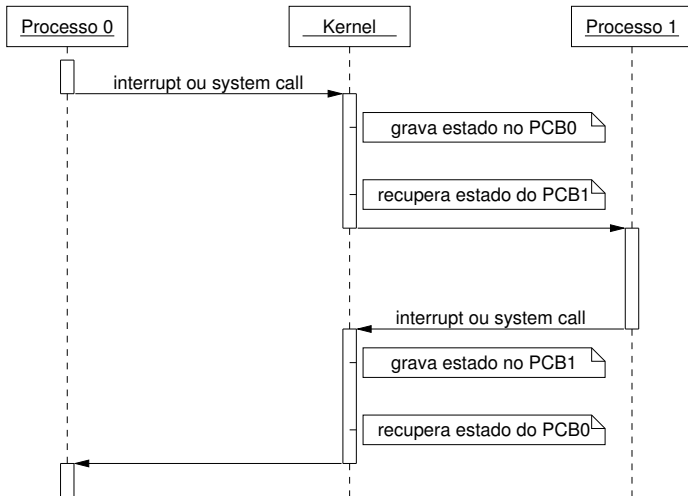 Processo 0
Kernel
Processo 1
interrupt ou system call
grava estado no PCB0
recupera estado do PCB1
interrupt ou system call
grava estado no PCB1
recupera estado do PCB0